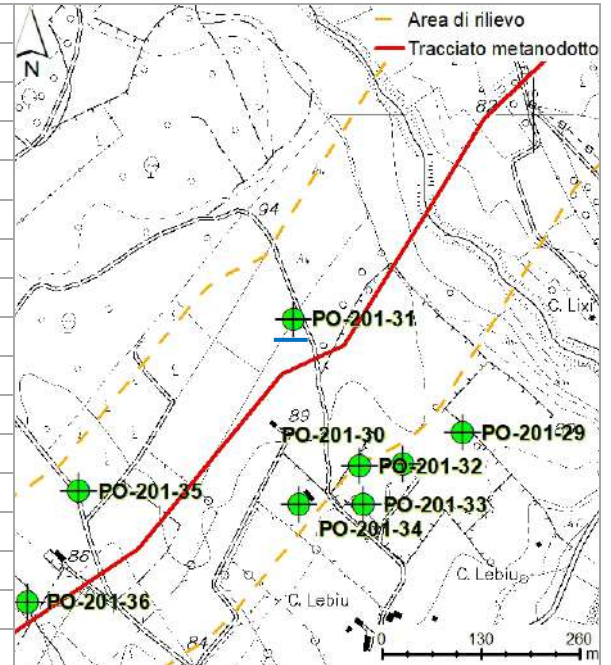 N
Area di rilievo
Tracciato metanodotto
94
PO-201-31
C. Lixi
89
PO-201-30
PO-201-29
PO-201-32
PO-201-35
PO-201-33
PO-201-34
86
C. Lebiu
PO-201-36
C. Lebiu
84
0 130 260
m